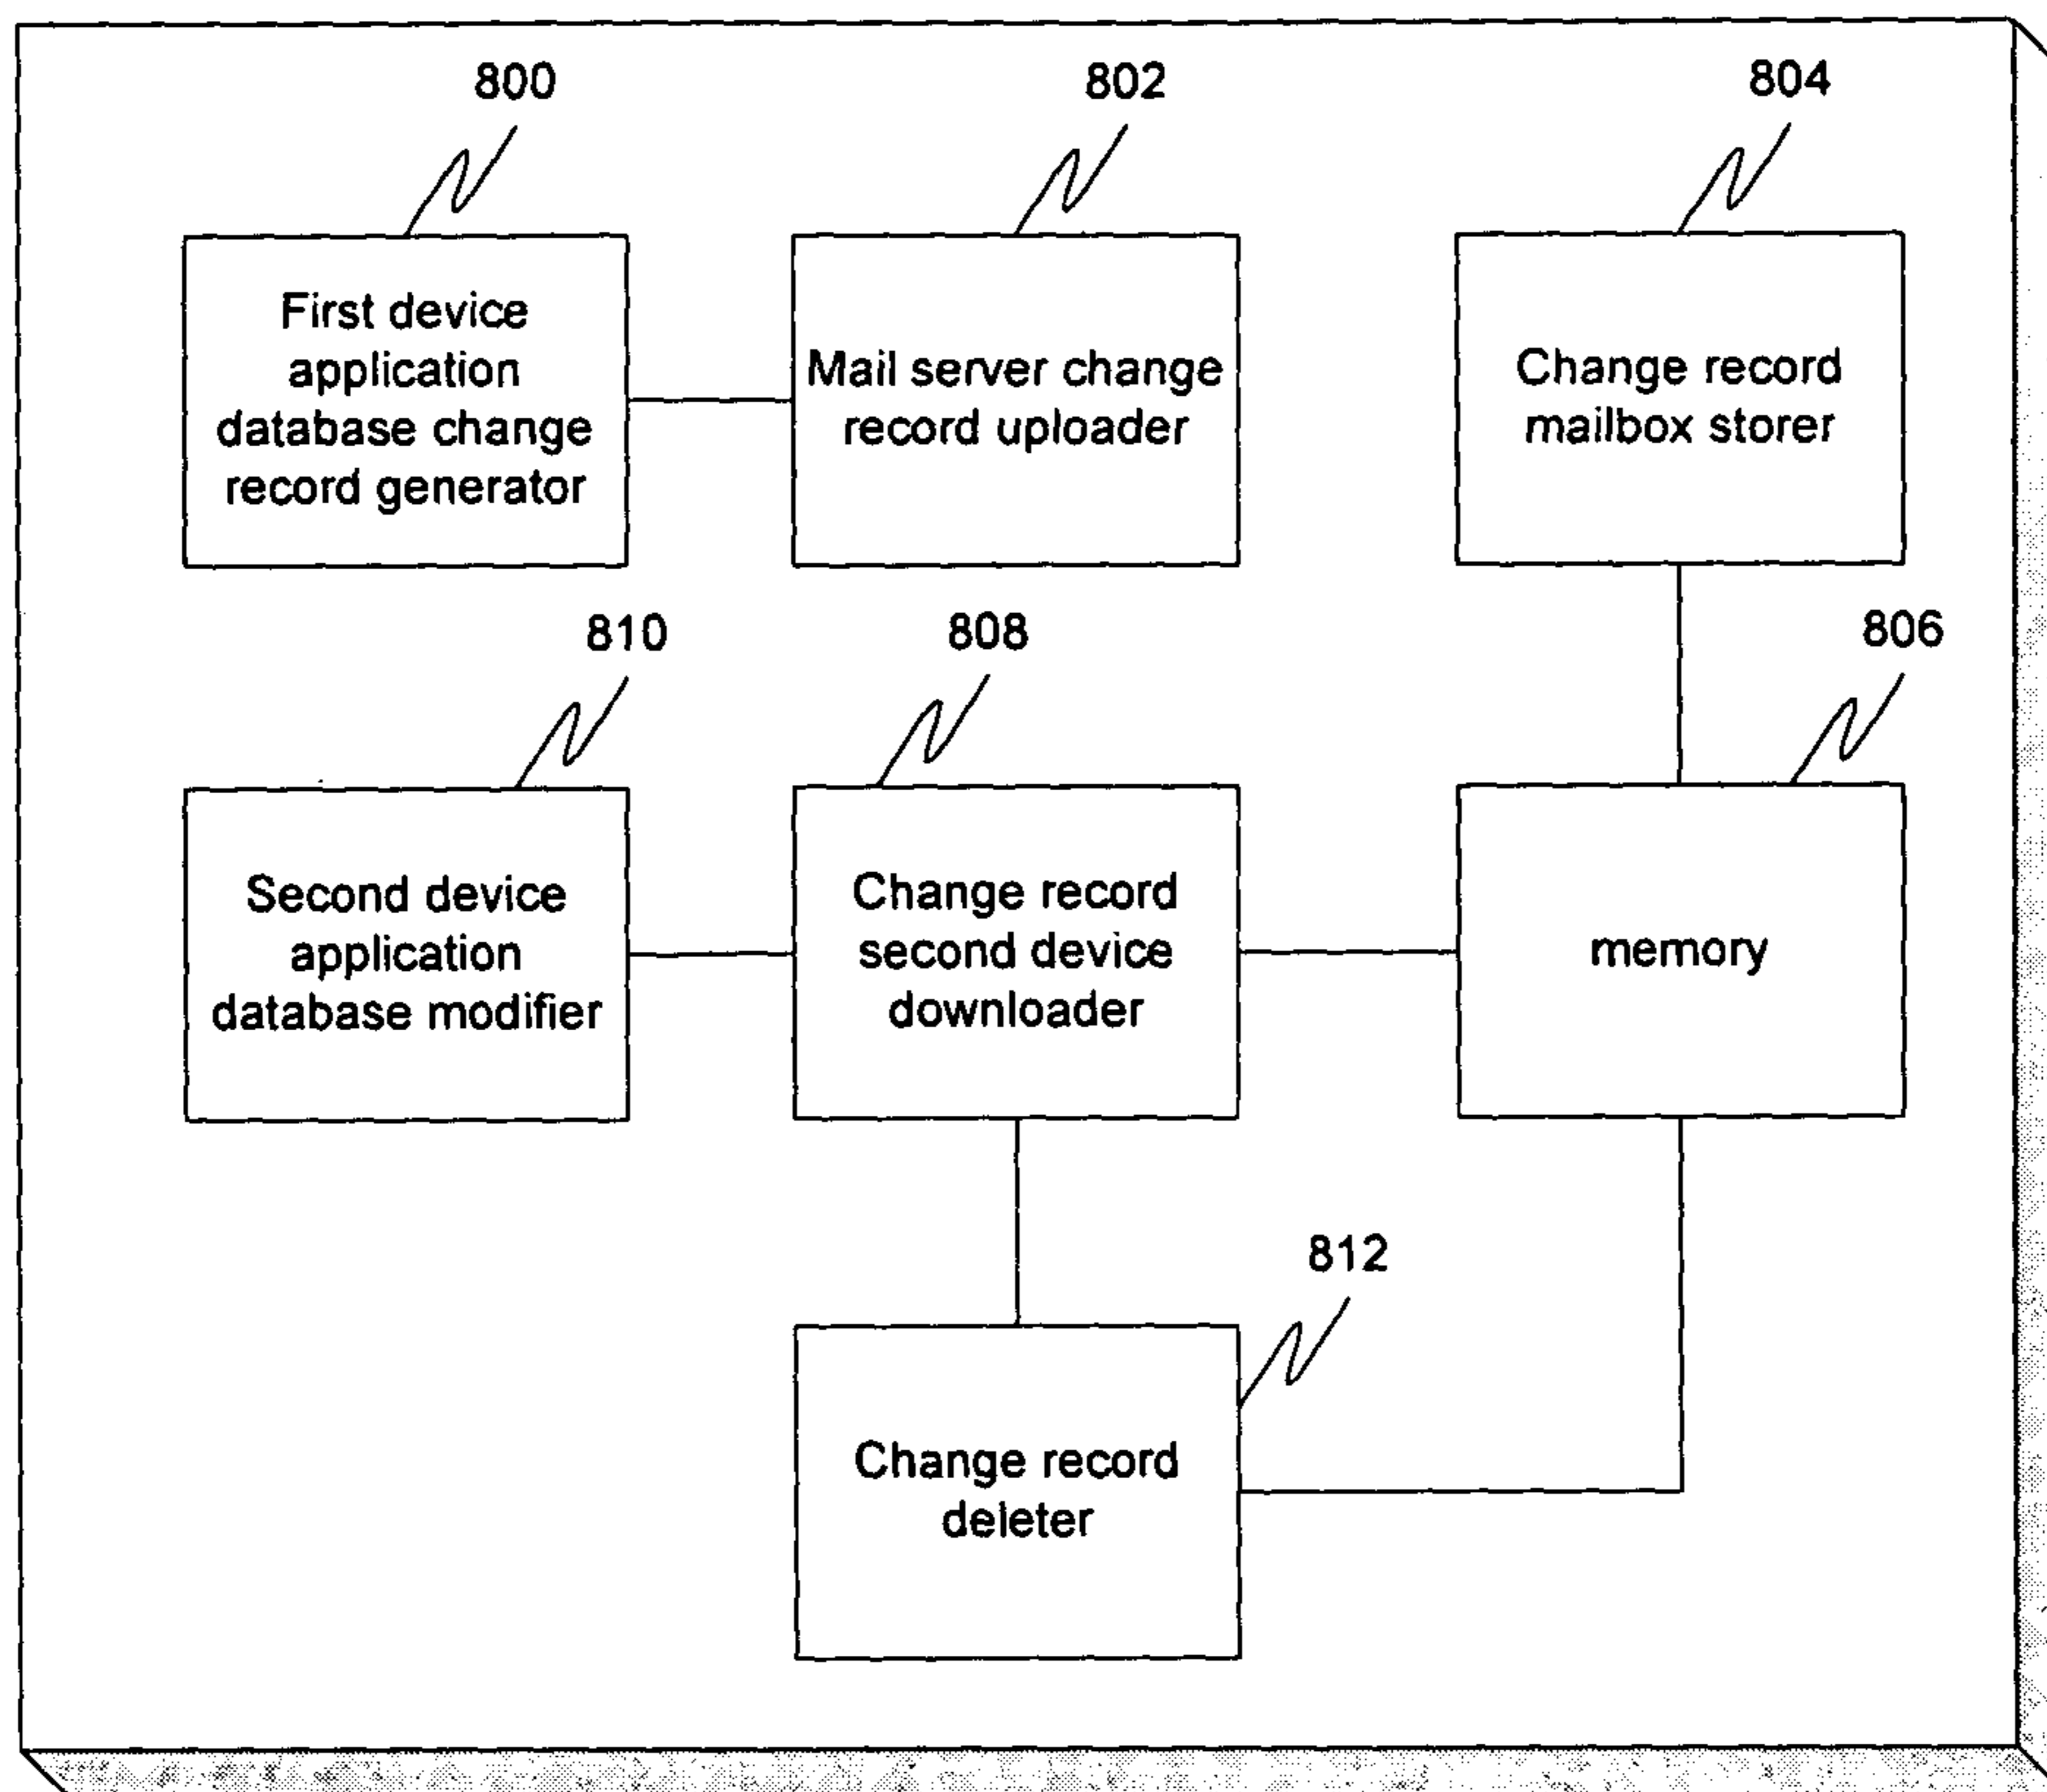 800
802
804
First device
application
database change
record generator
Mail server change
record uploader
Change record
mailbox storer
810
808
806
Second device
application
database modifier
Change record
second device
downloader
memory
812
Change record
deleter